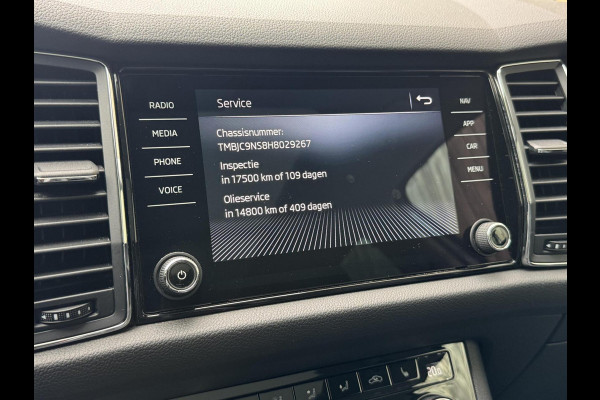 RADIO
MEDIA
PHONE
VOICE
Service
Chassisnummer:
TMBJC9NS8H8029267
Inspectie
in 17500 km of 109 dagen
Olieservice
in 14800 km of 409 dagen
NAV
APP
CAR
MENU